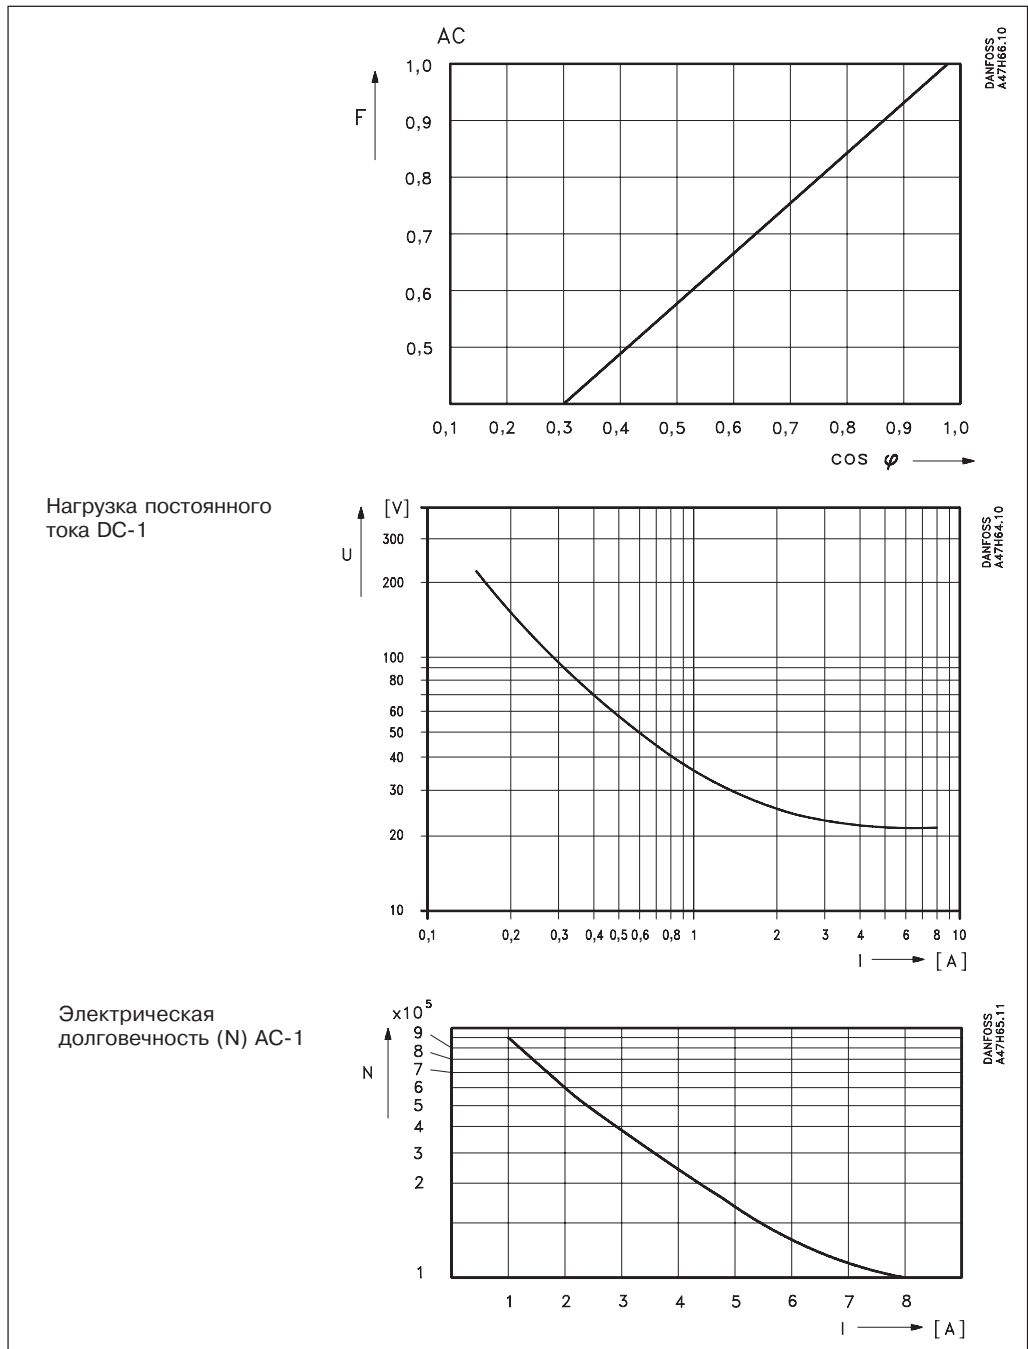 AC
DANFOSS
A47H66.10
F
1,0
0,9
0,8
0,7
0,6
0,5
0,1 0,2 0,3 0,4 0,5 0,6 0,7 0,8 0,9 1,0
cos φ
Нагрузка постоянного
тока DC-1
[V]
U
DANFOSS
A47H64.10
300
200
100
80
60
50
40
30
20
10
0,1 0,2 0,3 0,4 0,5 0,6 0,8 1 2 3 4 6 8 10
I [A]
Электрическая
долговечность (N) AC-1
x10⁵
N
DANFOSS
A47H65.11
9
8
7
6
5
4
3
2
1
1 2 3 4 5 6 7 8
I [A]